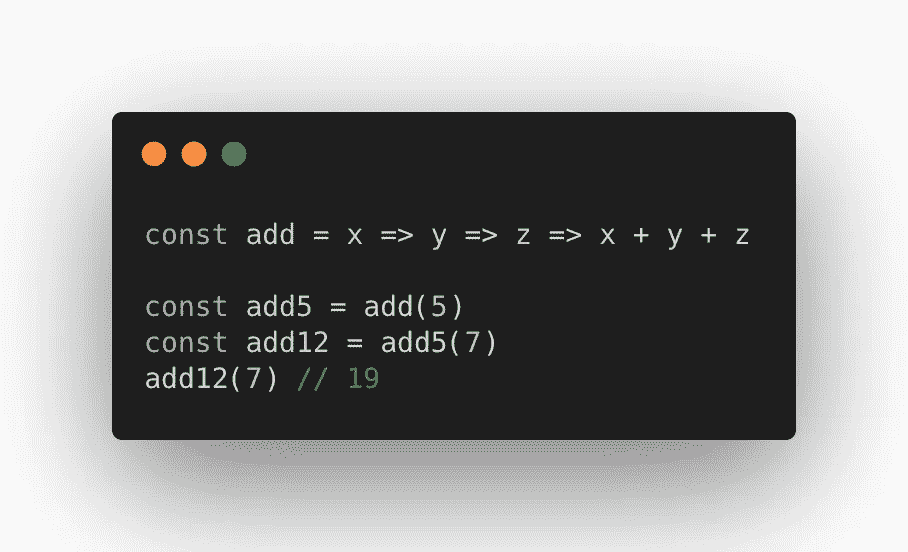 const add = x => y => z => x + y + z
const add5 = add(5)
const add12 = add5(7)
add12(7) // 19